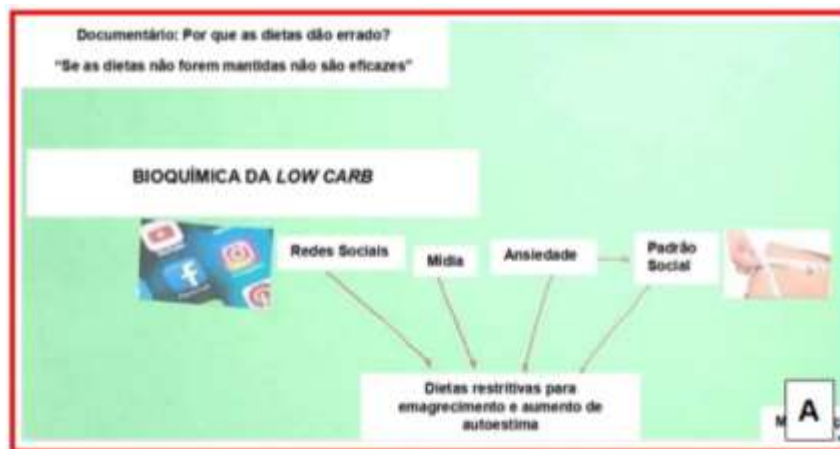 Documentário: Por que as dietas dão errado?
“Se as dietas não forem mantidas não são eficazes”
BIOQUÍMICA DA LOW CARB
Redes Sociais
Mídia
Ansiedade
Padrão
Social
Dietas restritivas para
emagrecimento e aumento de
autoestima
A